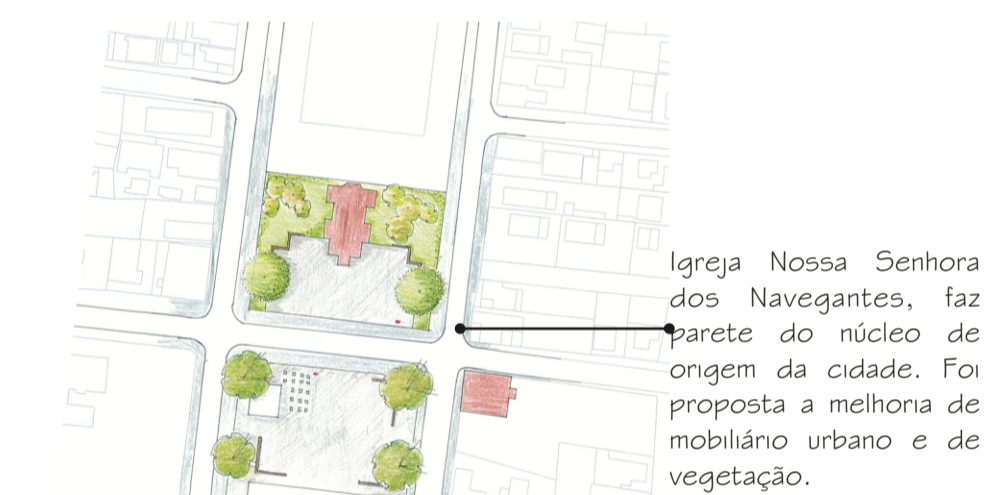 Igreja Nossa Senhora
dos Navegantes, faz
parete do núcleo de
origem da cidade. Foi
proposta a melhoria de
mobiliário urbano e de
vegetação.